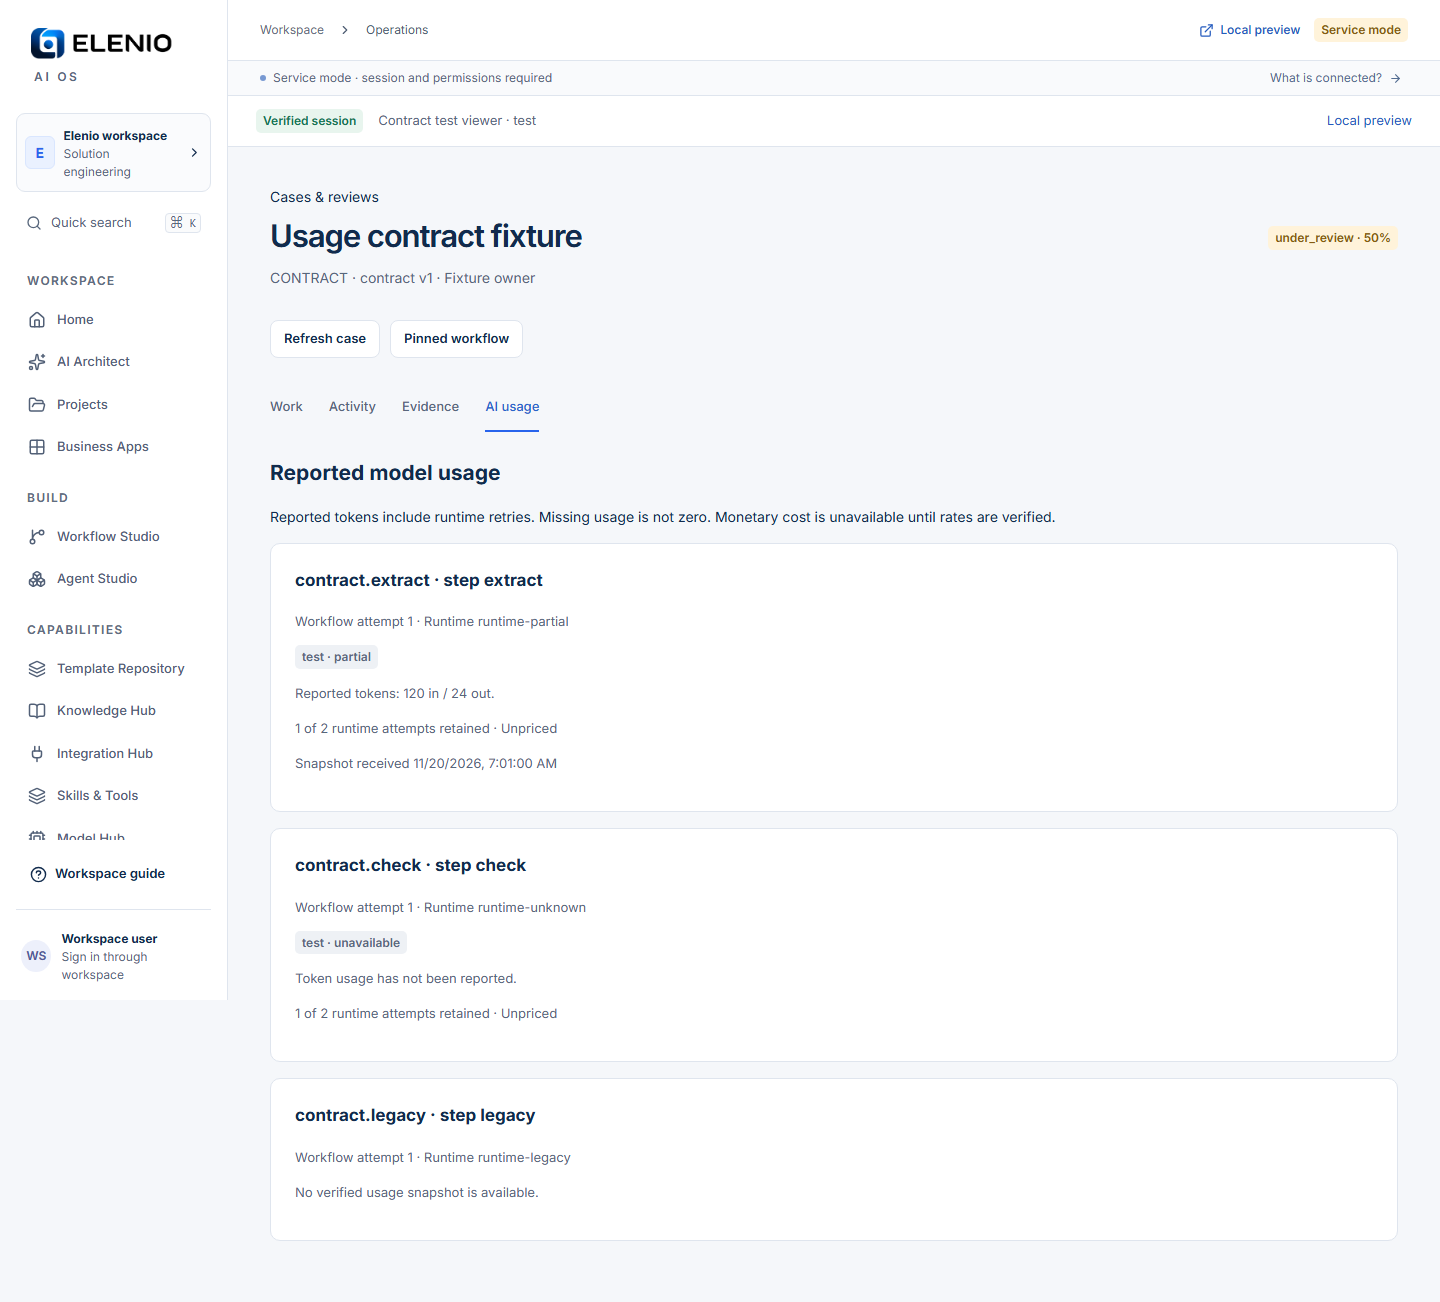 ELENIO
AI OS
Elenio workspace
Solution
engineering
E
Quick search
⌘ K
WORKSPACE
Home
AI Architect
Projects
Business Apps
BUILD
Workflow Studio
Agent Studio
CAPABILITIES
Template Repository
Knowledge Hub
Integration Hub
Skills & Tools
Model Hub
Workspace guide
WS
Workspace user
Sign in through
workspace
Workspace
Operations
Local preview
Service mode
Service mode · session and permissions required
What is connected?
Verified session
Contract test viewer · test
Local preview
Cases & reviews
Usage contract fixture
under_review · 50%
CONTRACT · contract v1 · Fixture owner
Refresh case
Pinned workflow
Work
Activity
Evidence
AI usage
Reported model usage
Reported tokens include runtime retries. Missing usage is not zero. Monetary cost is unavailable until rates are verified.
contract.extract · step extract
Workflow attempt 1 · Runtime runtime-partial
test · partial
Reported tokens: 120 in / 24 out.
1 of 2 runtime attempts retained · Unpriced
Snapshot received 11/20/2026, 7:01:00 AM
contract.check · step check
Workflow attempt 1 · Runtime runtime-unknown
test · unavailable
Token usage has not been reported.
1 of 2 runtime attempts retained · Unpriced
contract.legacy · step legacy
Workflow attempt 1 · Runtime runtime-legacy
No verified usage snapshot is available.